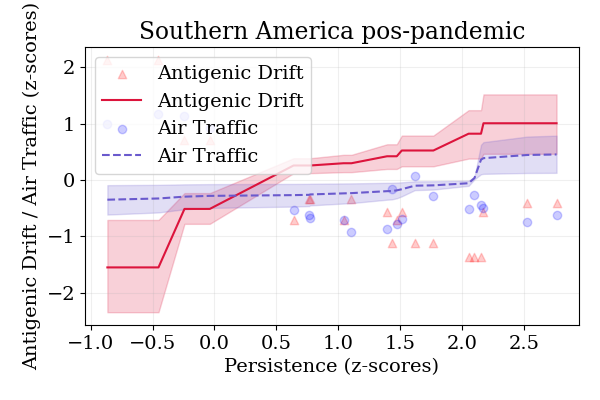 Southern America pos-pandemic
Antigenic Drift / Air Traffic (z-scores)
2
1
0
−1
−2
Antigenic Drift
Antigenic Drift
Air Traffic
Air Traffic
−1.0 −0.5 0.0 0.5 1.0 1.5 2.0 2.5
Persistence (z-scores)